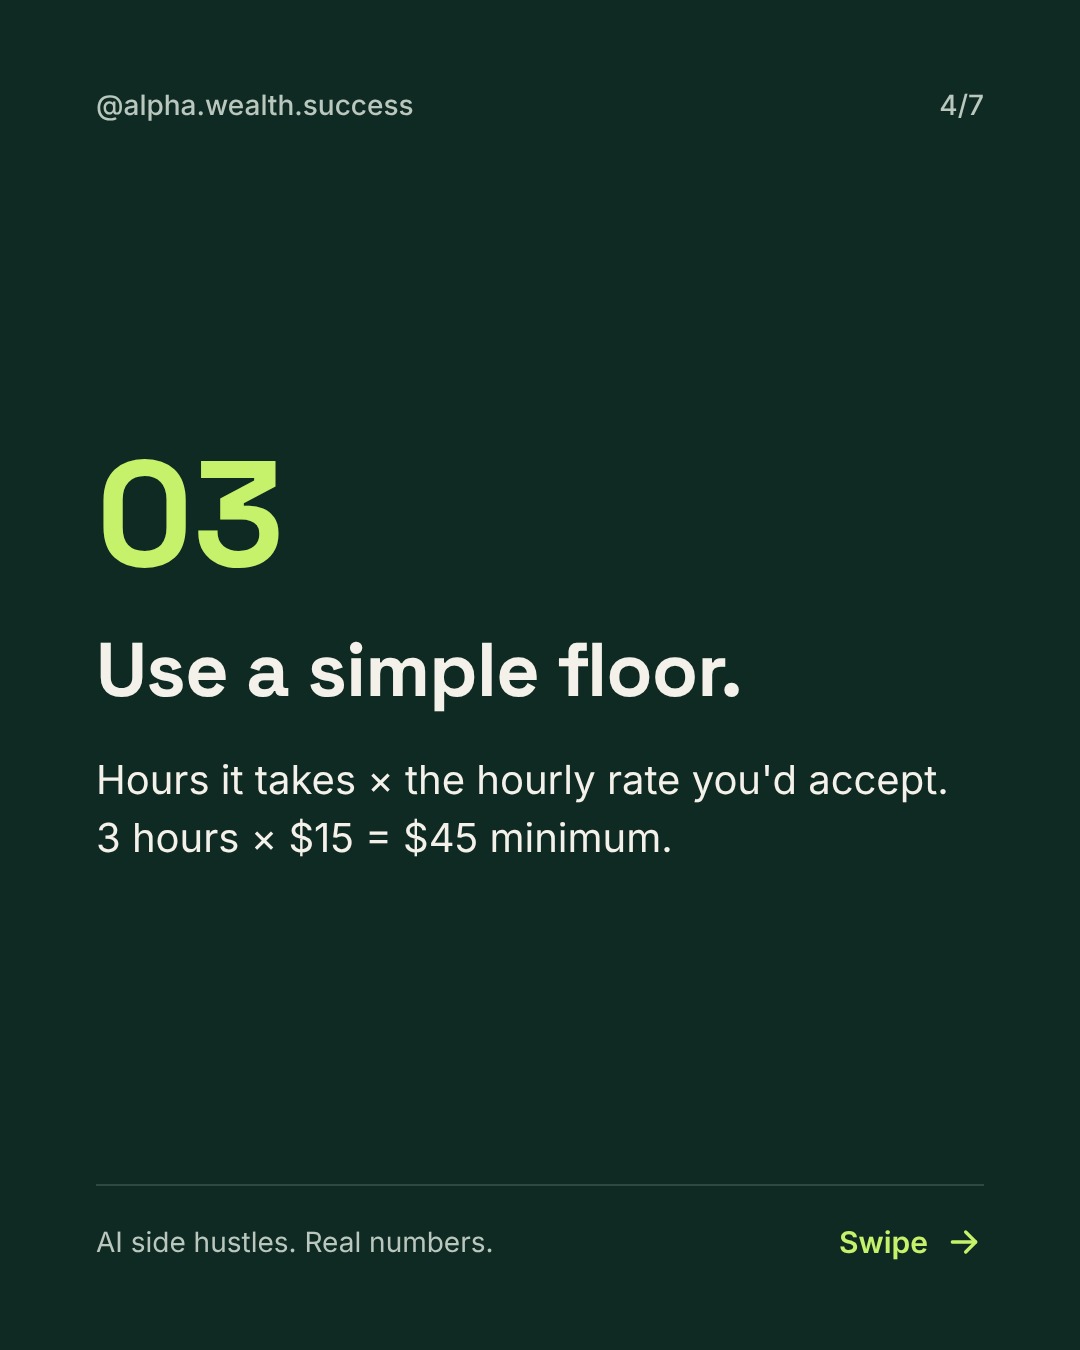 @alpha.wealth.success
4/7
03
Use a simple floor.
Hours it takes × the hourly rate you'd accept.
3 hours × $15 = $45 minimum.
AI side hustles. Real numbers.
Swipe →